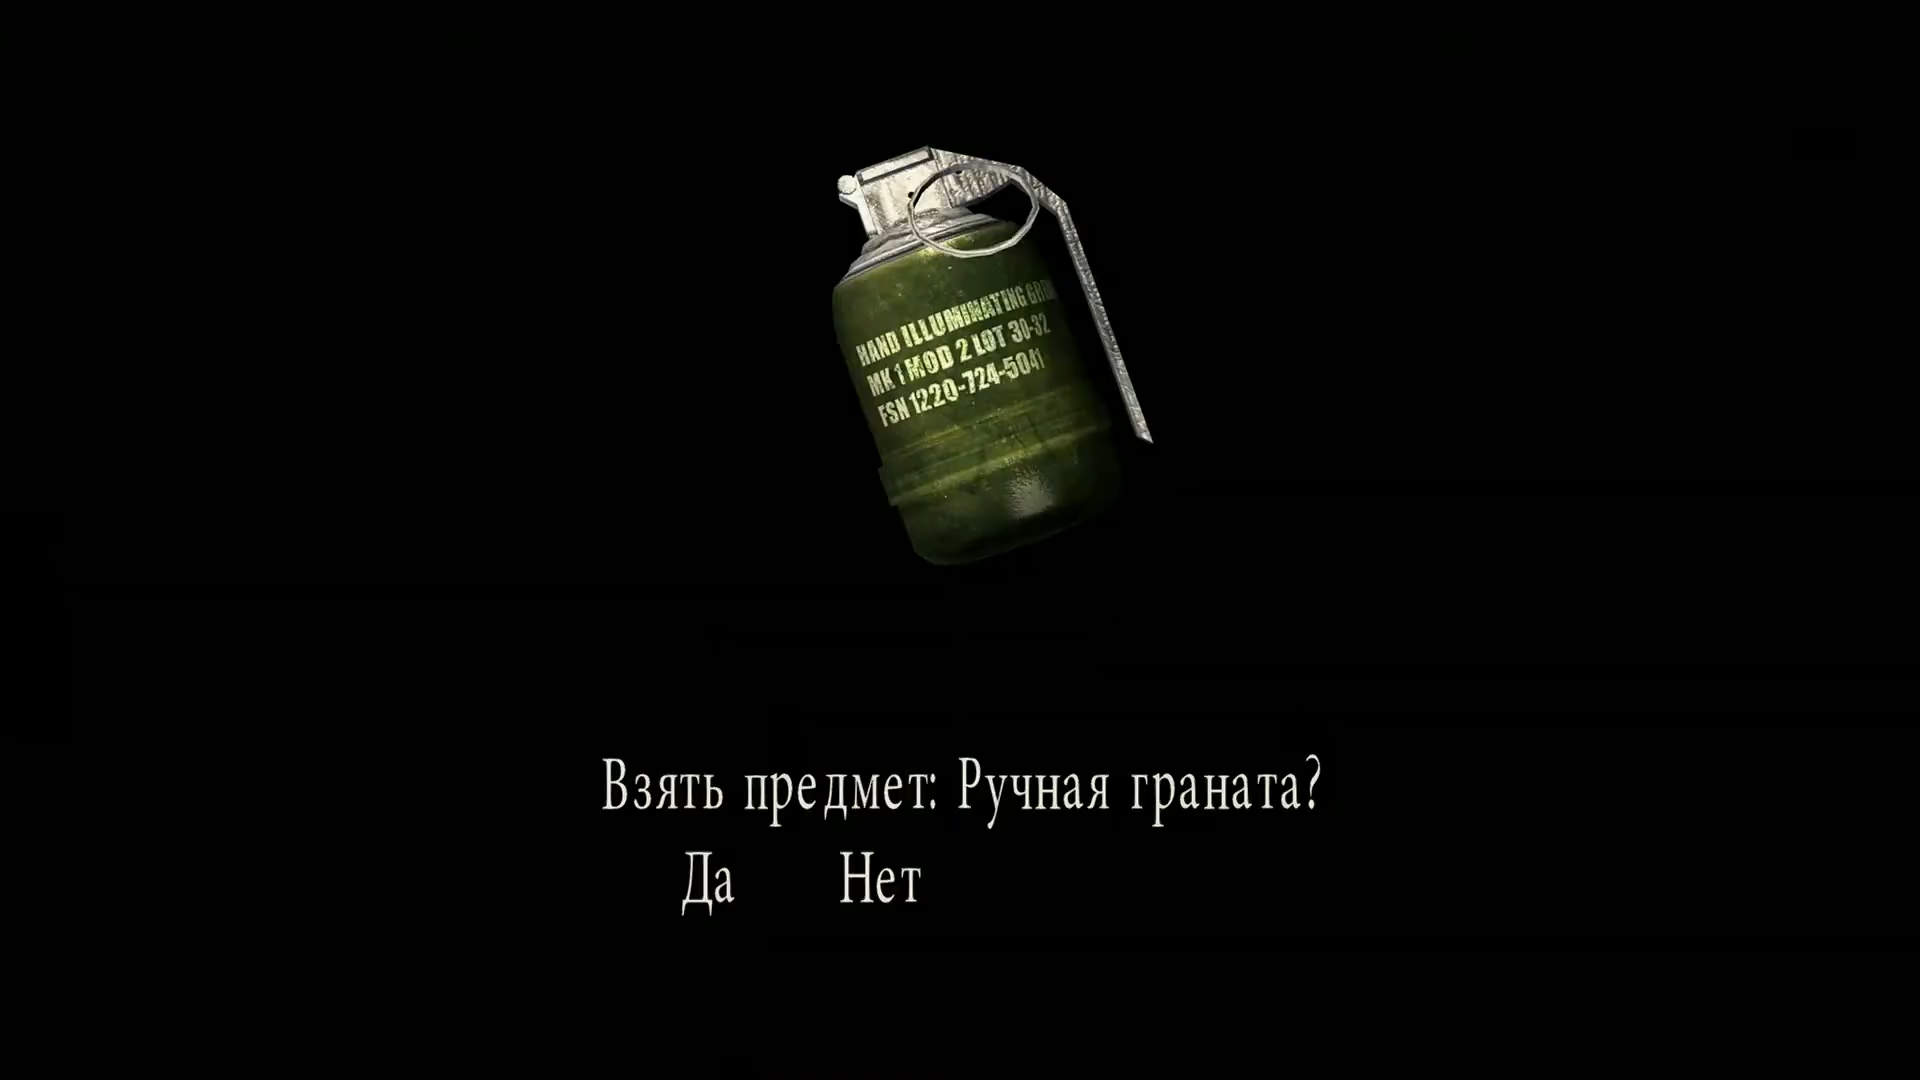 HAND ILLUMINATING
MK 1 MOD 2 LOT 30-32
FSN 1220-724-5041
Взять предмет: Ручная граната?
Да Нет